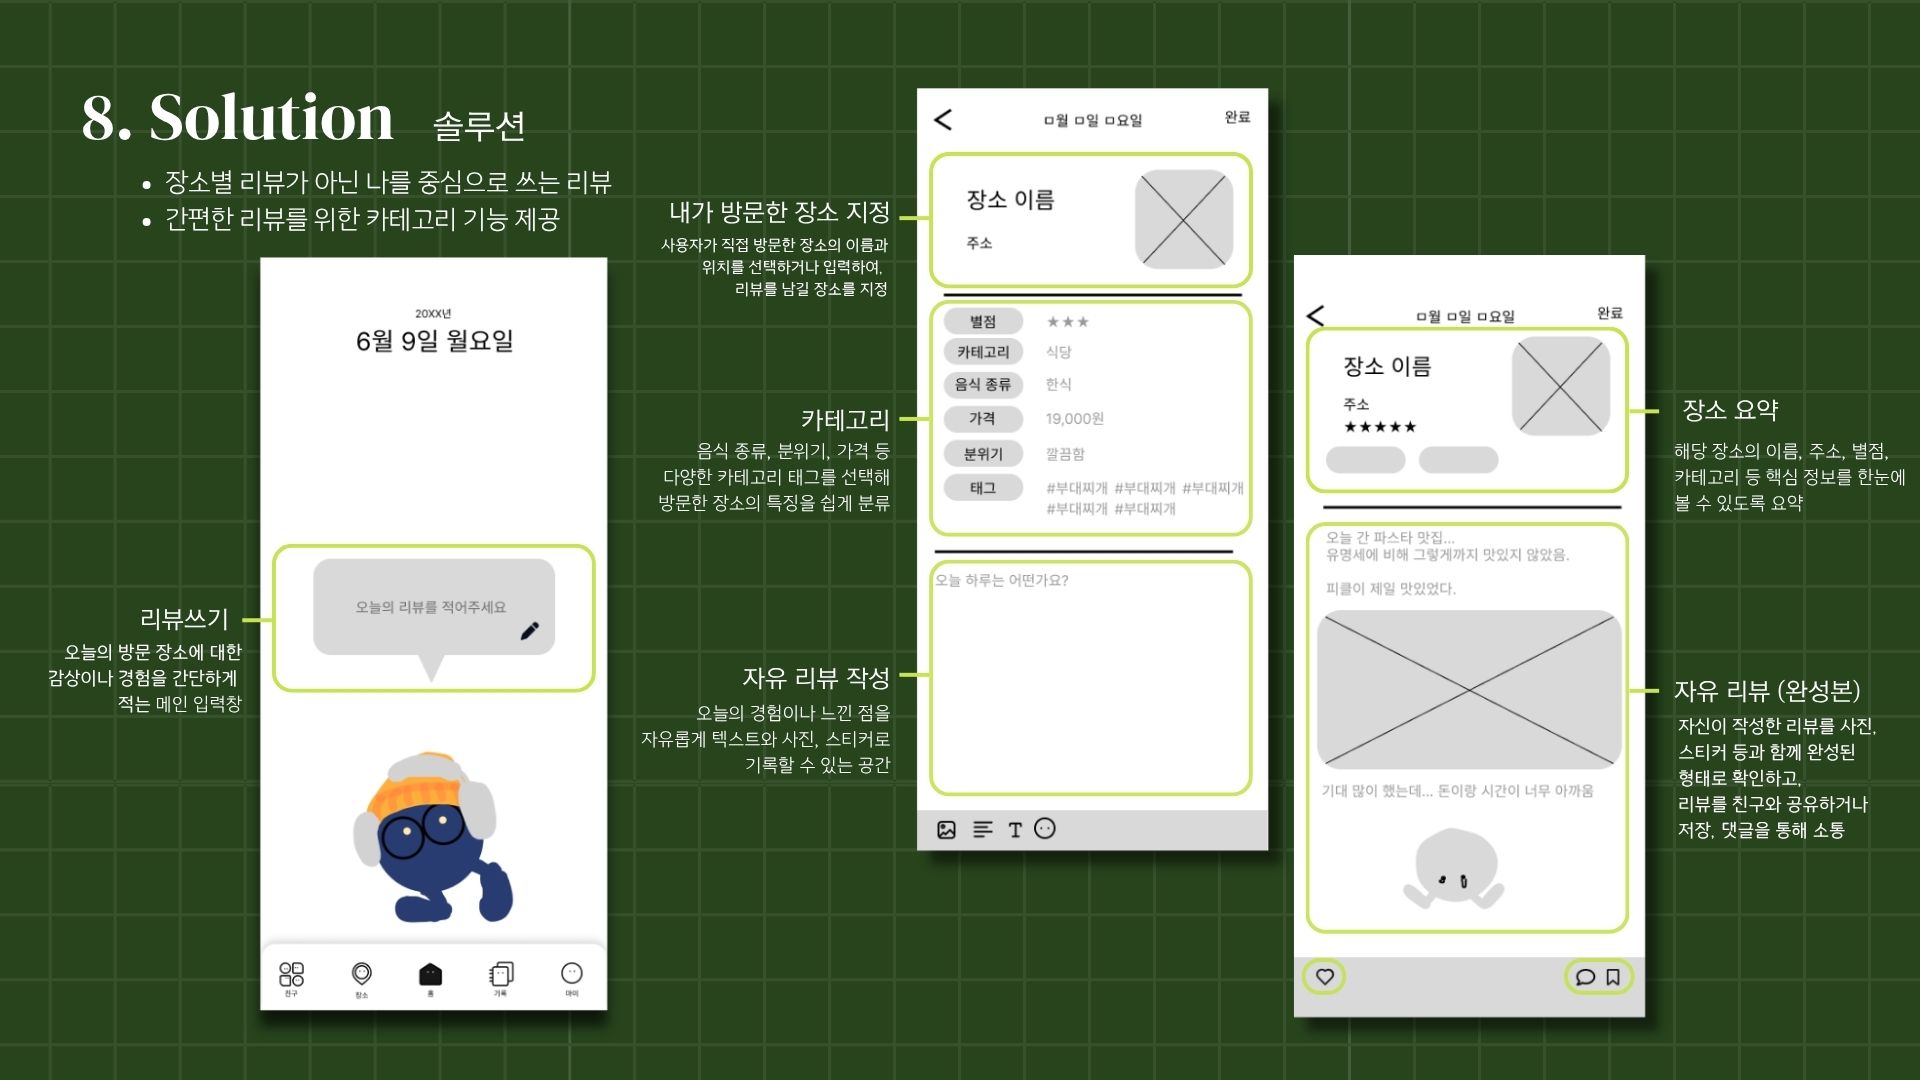 8. Solution 솔루션
• 장소별 리뷰가 아닌 나를 중심으로 쓰는 리뷰
• 간편한 리뷰를 위한 카테고리 기능 제공
20XX년
6월 9일 월요일
오늘의 리뷰를 적어주세요
친구
장소
홈
기록
마이
리뷰쓰기
오늘의 방문 장소에 대한
감상이나 경험을 간단하게
적는 메인 입력창
내가 방문한 장소 지정
사용자가 직접 방문한 장소의 이름과
위치를 선택하거나 입력하여,
리뷰를 남길 장소를 지정
카테고리
음식 종류, 분위기, 가격 등
다양한 카테고리 태그를 선택해
방문한 장소의 특징을 쉽게 분류
자유 리뷰 작성
오늘의 경험이나 느낀 점을
자유롭게 텍스트와 사진, 스티커로
기록할 수 있는 공간
ㅁ월 ㅁ일 ㅁ요일
완료
장소 이름
주소
별점 ★★★
카테고리 식당
음식 종류 한식
가격 19,000원
분위기 깔끔함
태그 #부대찌개 #부대찌개 #부대찌개
#부대찌개 #부대찌개
오늘 하루는 어떤가요?
T
ㅁ월 ㅁ일 ㅁ요일
완료
장소 이름
주소
★★★★★
오늘 간 파스타 맛집...
유명세에 비해 그렇게까지 맛있지 않았음.
피클이 제일 맛있었다.
기대 많이 했는데... 돈이랑 시간이 너무 아까움
장소 요약
해당 장소의 이름, 주소, 별점,
카테고리 등 핵심 정보를 한눈에
볼 수 있도록 요약
자유 리뷰 (완성본)
자신이 작성한 리뷰를 사진,
스티커 등과 함께 완성된
형태로 확인하고,
리뷰를 친구와 공유하거나
저장, 댓글을 통해 소통